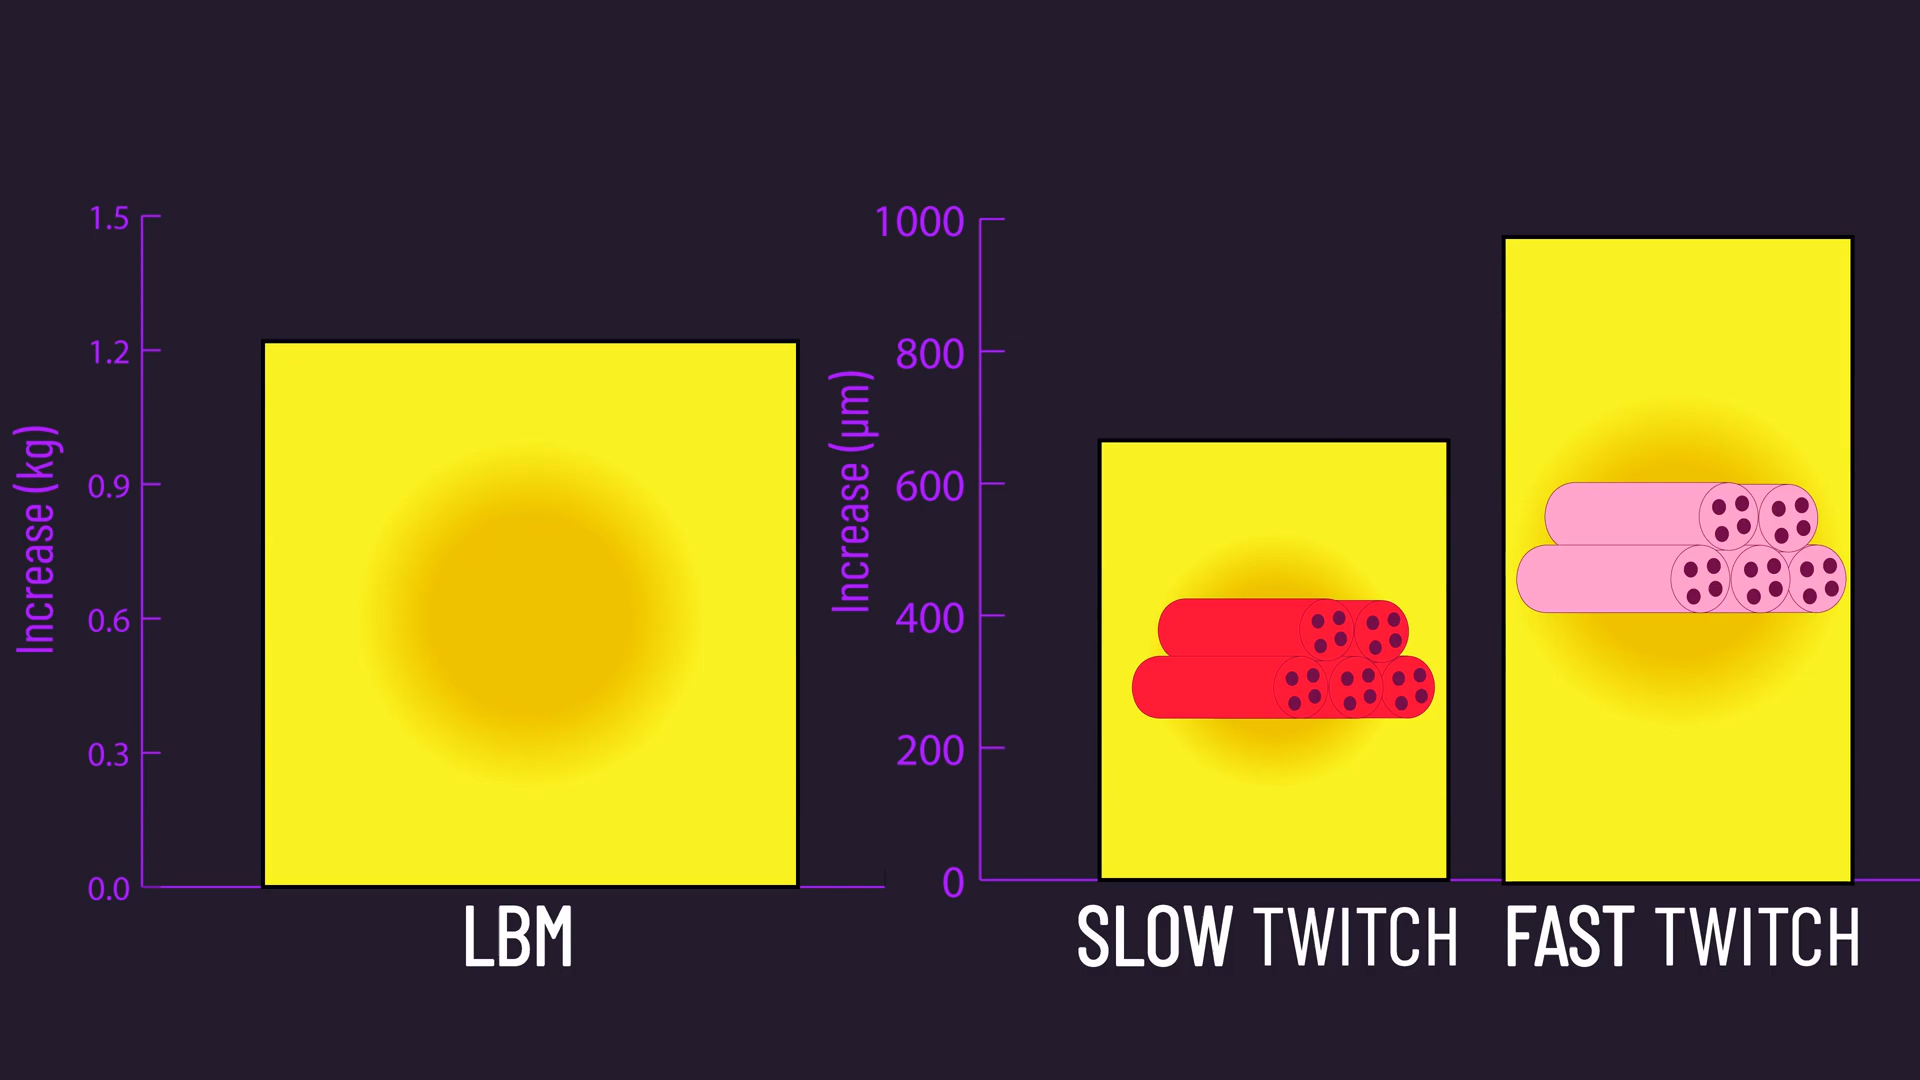 Increase (kg)
1.5
1.2
0.9
0.6
0.3
0.0
LBM
Increase (µm)
1000
800
600
400
200
0
SLOW TWITCH
FAST TWITCH